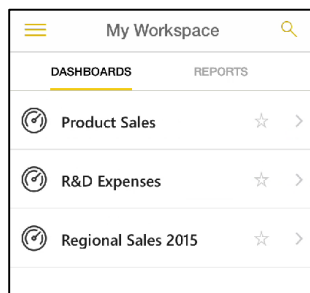 My Workspace
DASHBOARDS REPORTS
Product Sales
R&D Expenses
Regional Sales 2015